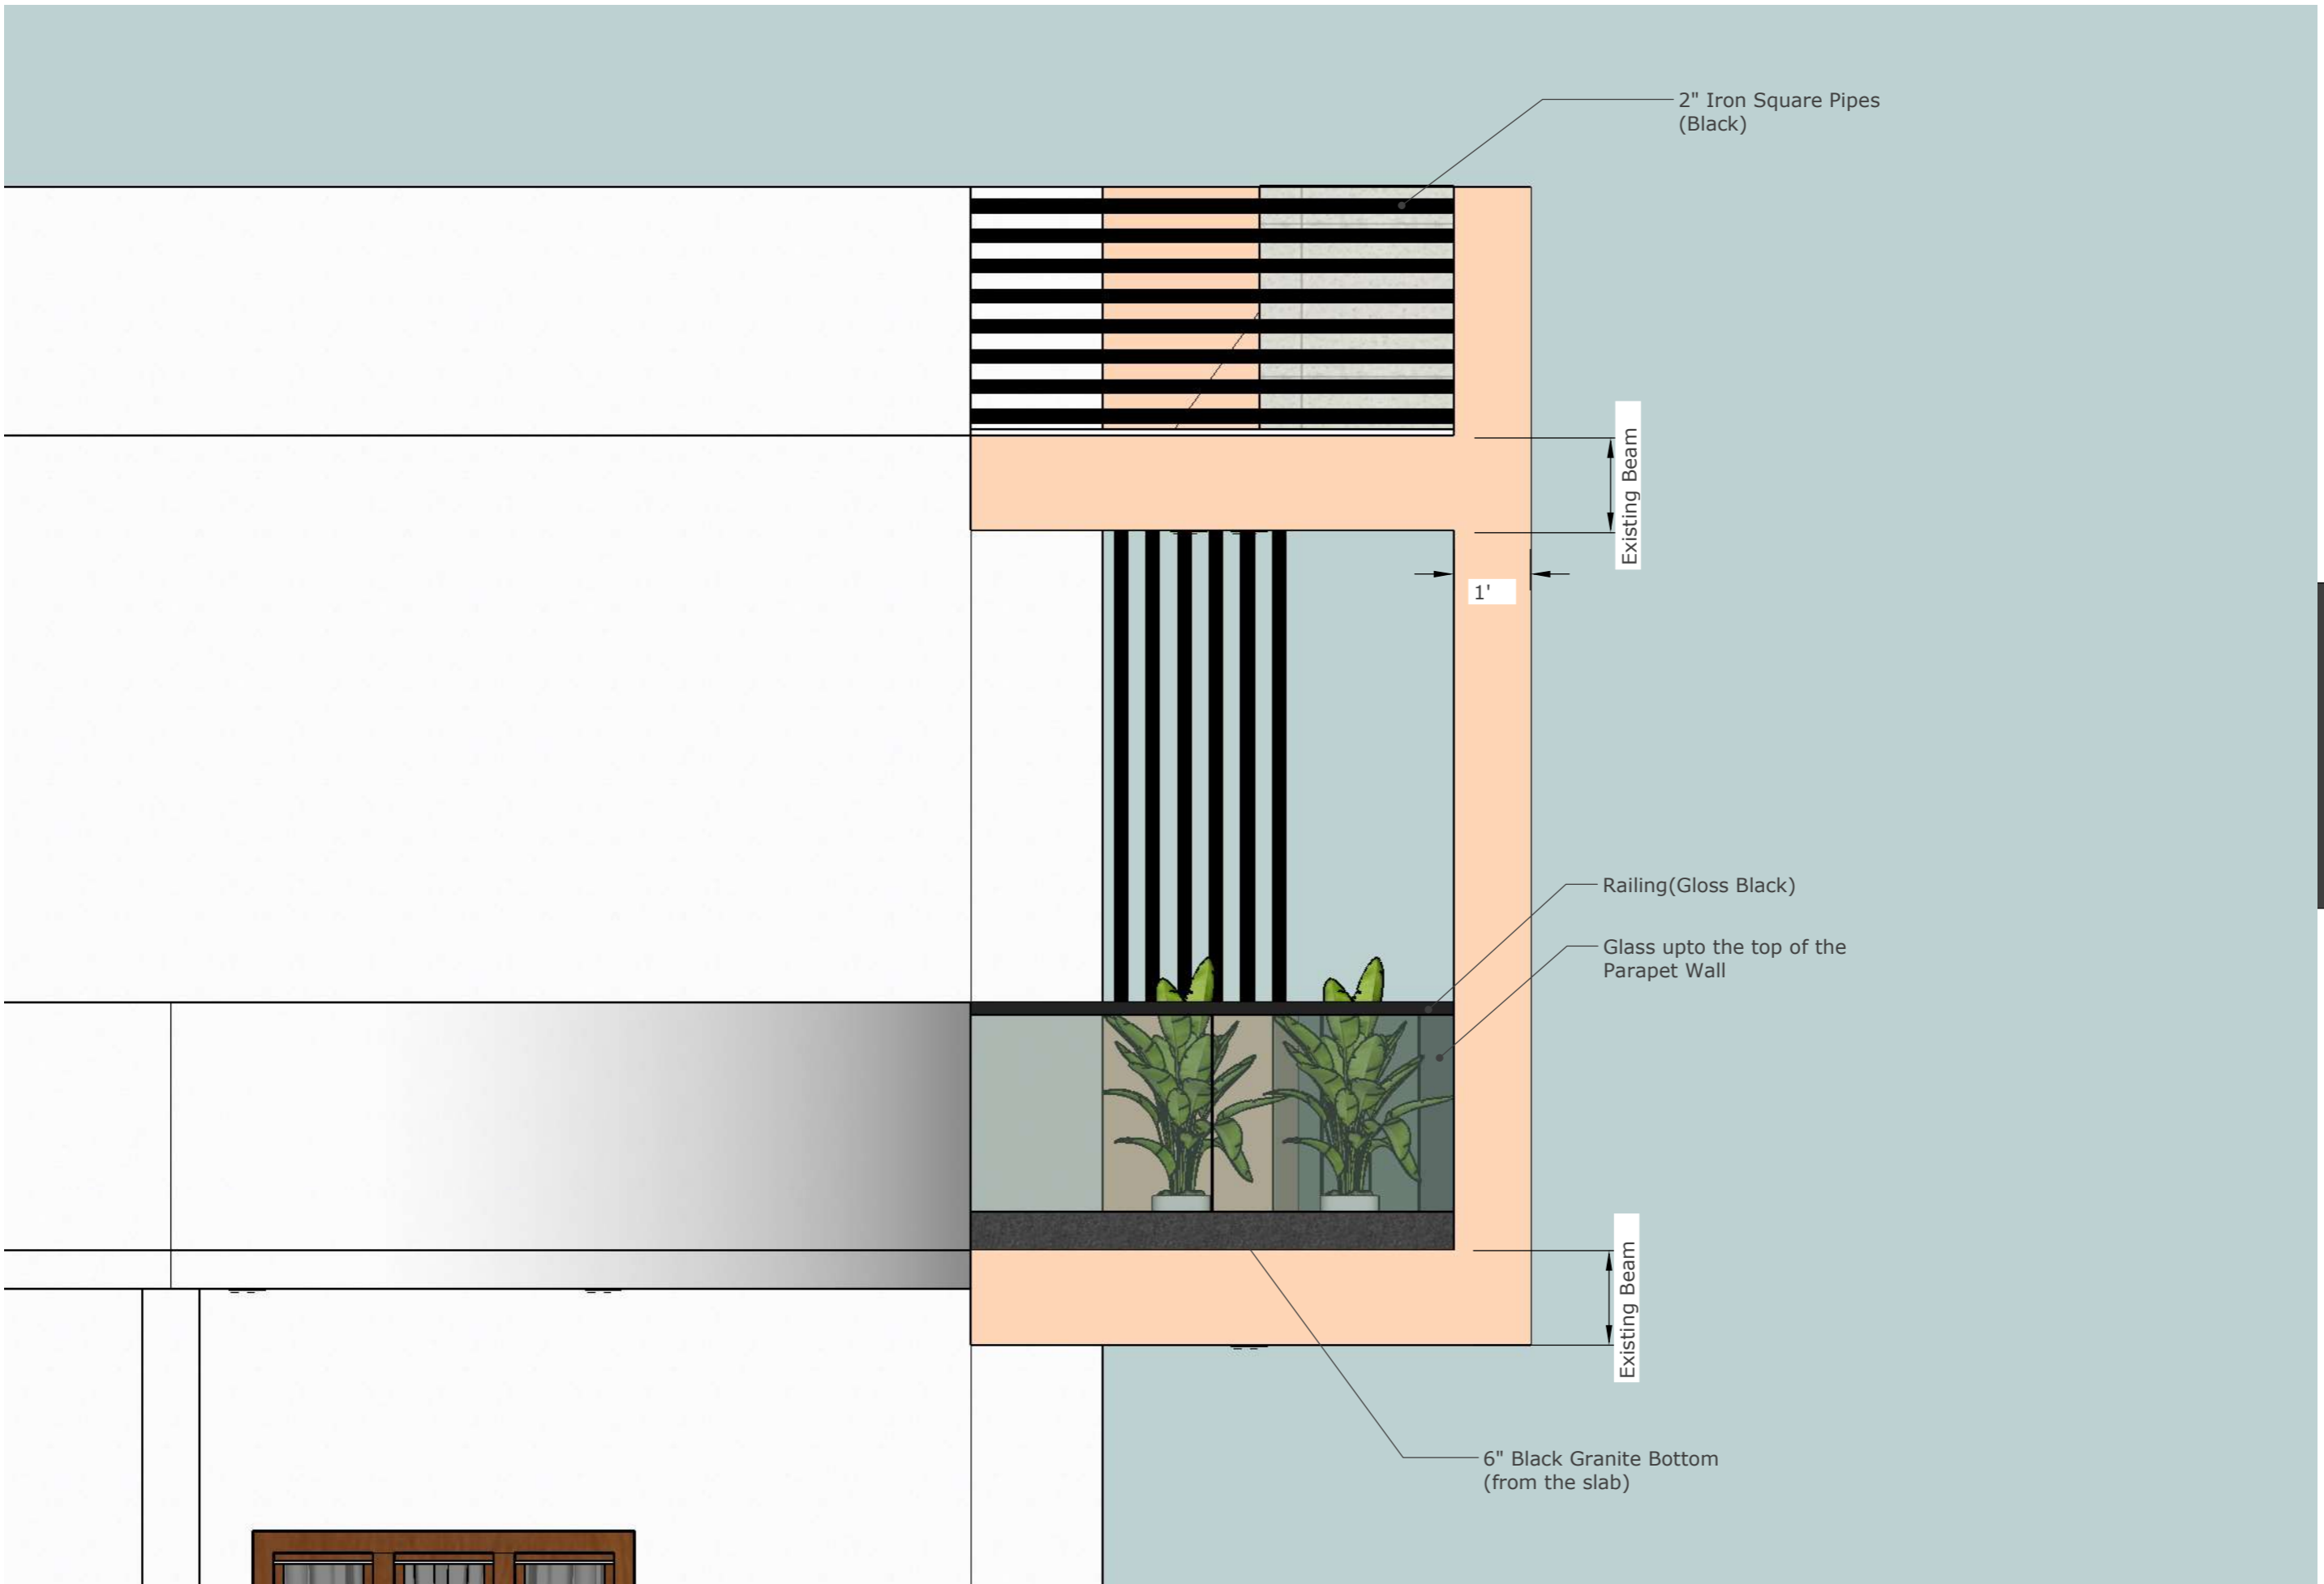 2" Iron Square Pipes
(Black)
Existing Beam
1'
Railing(Gloss Black)
Glass upto the top of the
Parapet Wall
Existing Beam
6" Black Granite Bottom
(from the slab)